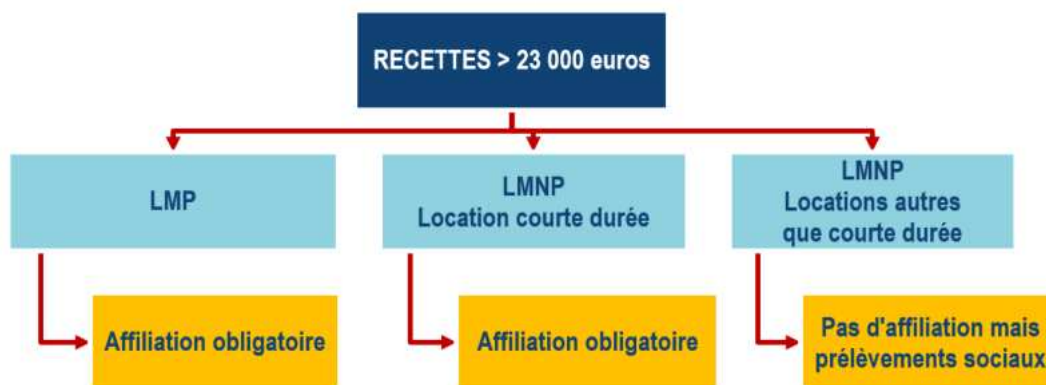 RECETTES > 23 000 euros
LMP
LMNP
Location courte durée
LMNP
Locations autres
que courte durée
Affiliation obligatoire
Affiliation obligatoire
Pas d'affiliation mais
prélèvements sociaux